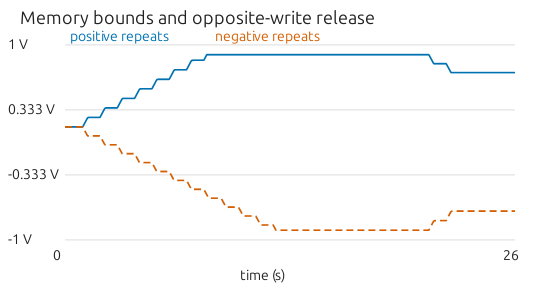 Memory bounds and opposite-write release
positive repeats negative repeats
1 V
0.333 V
-0.333 V
-1 V
0 26
time (s)